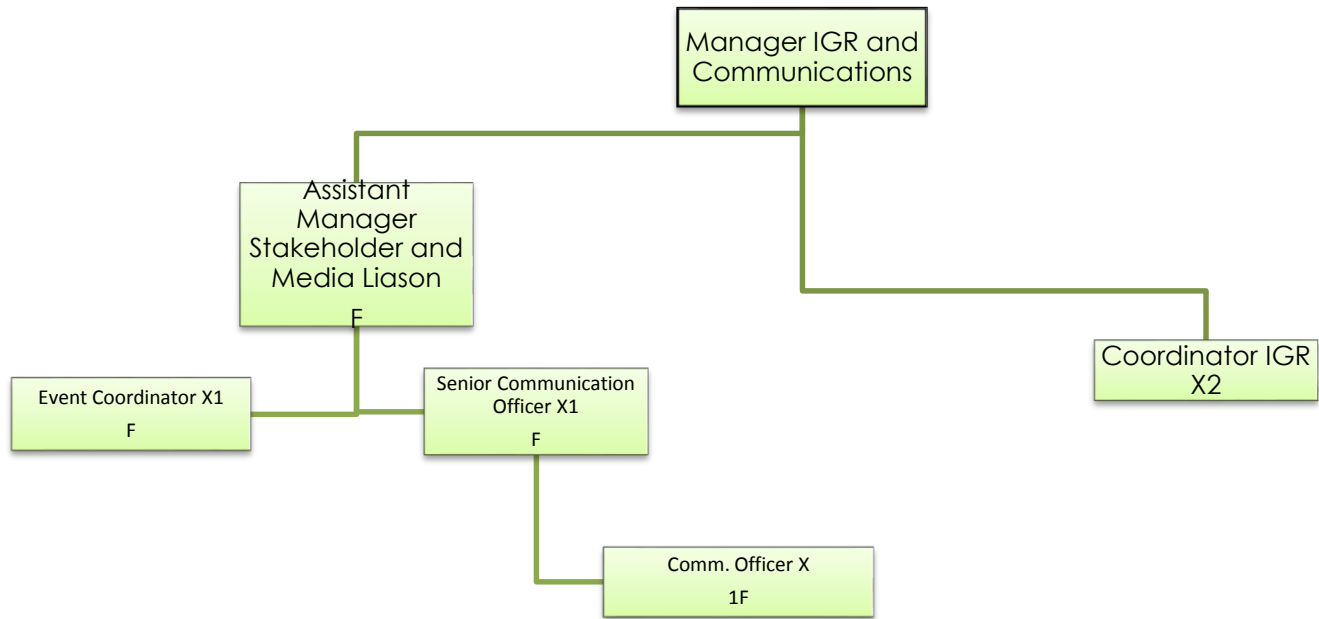 Manager IGR and
Communications
Assistant
Manager
Stakeholder and
Media Liason
F
Event Coordinator X1
F
Senior Communication
Officer X1
F
Coordinator IGR
X2
Comm. Officer X
1F